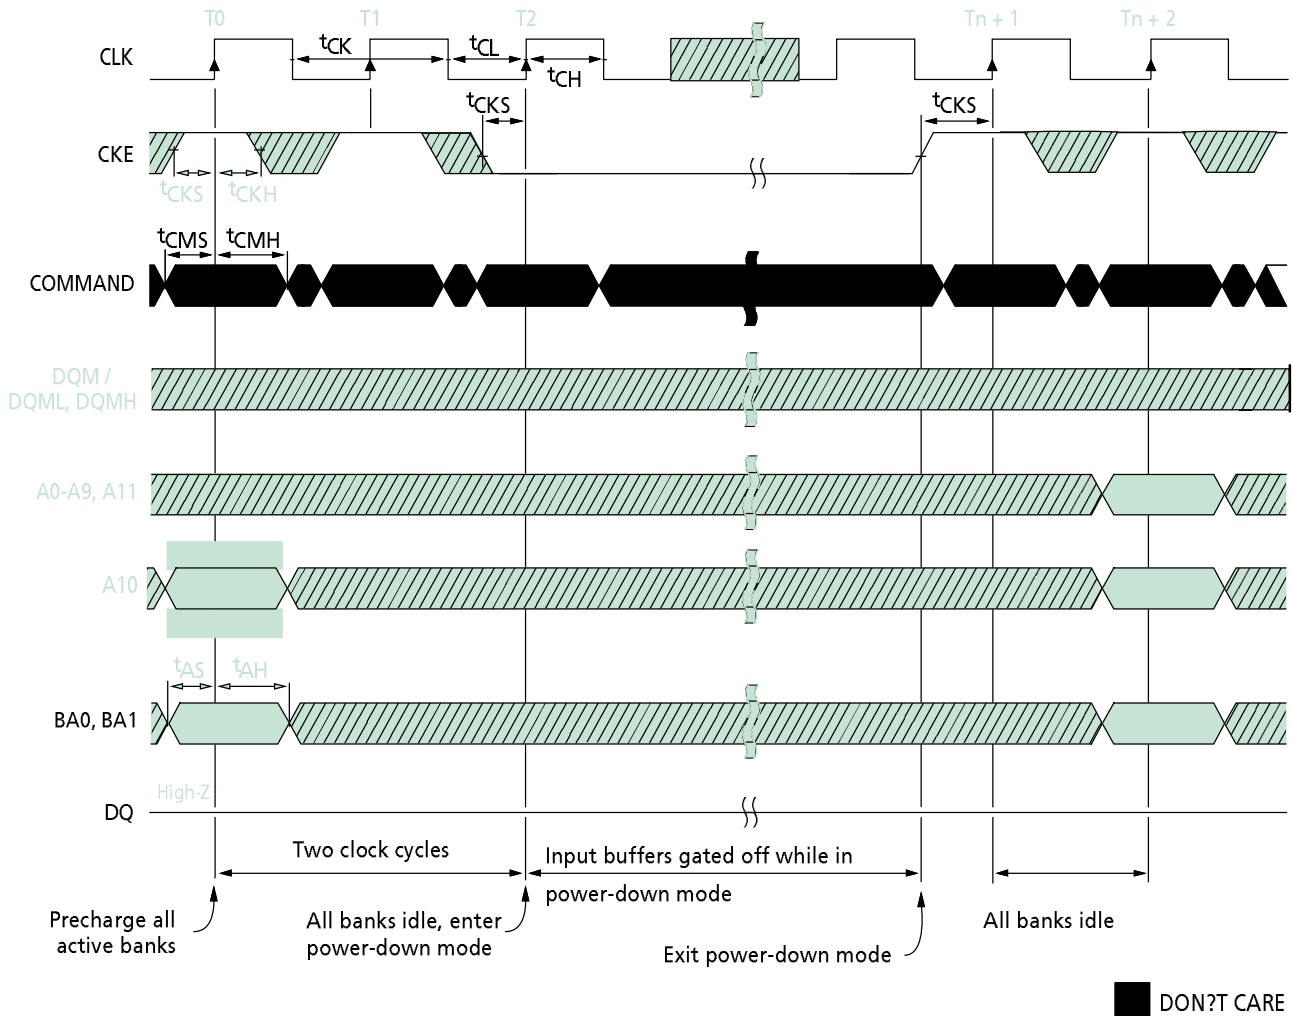 T0 T1 T2 Tn + 1 Tn + 2
CLK tCK tCL tCH
tCKS tCKS
CKE
tCKS tCKH
tCMS tCMH
COMMAND
DQM /
DQML, DQMH
A0-A9, A11
A10
tAS tAH
BA0, BA1
High-Z
DQ
Two clock cycles
Input buffers gated off while in
power-down mode
Precharge all
active banks
All banks idle, enter
power-down mode
Exit power-down mode
All banks idle
DON?T CARE